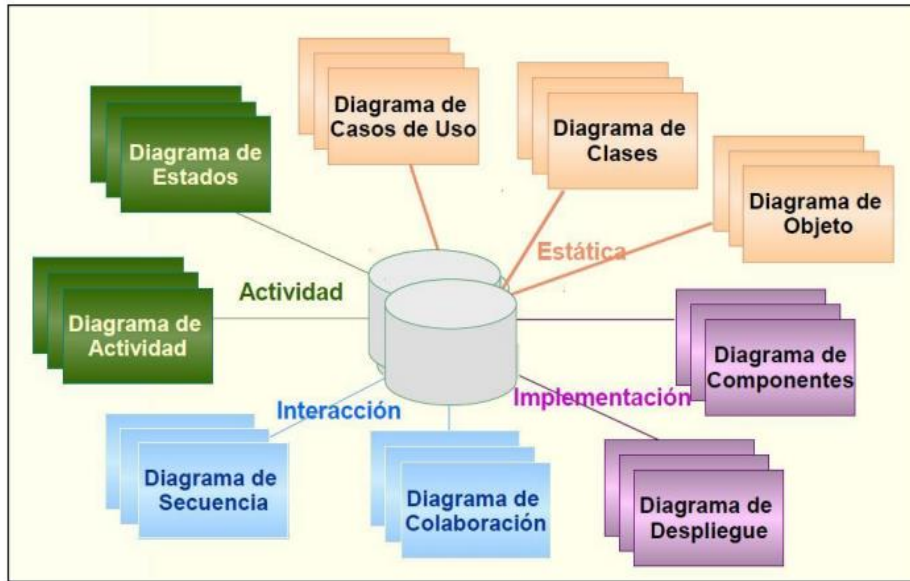 Diagrama de
Casos de Uso
Diagrama de
Clases
Diagrama de
Estados
Diagrama de
Objeto
Estática
Actividad
Diagrama de
Actividad
Diagrama de
Componentes
Interacción
Implementación
Diagrama de
Secuencia
Diagrama de
Colaboración
Diagrama de
Despliegue